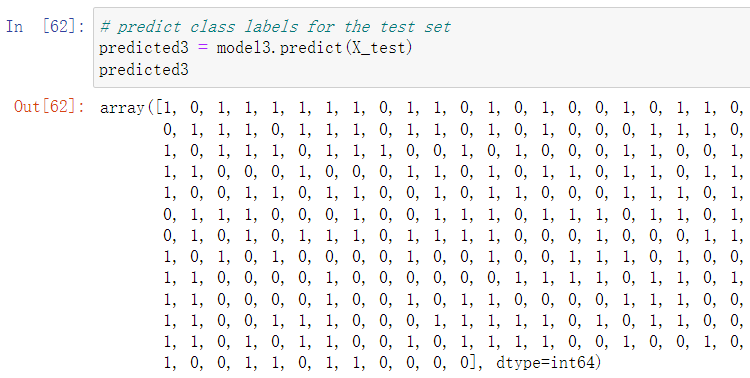 In [62]: # predict class labels for the test set
predicted3 = model3.predict(X_test)
predicted3
Out[62]: array([1, 0, 1, 1, 1, 1, 1, 1, 0, 1, 1, 0, 1, 0, 1, 0, 0, 1, 0, 1, 1, 0,
0, 1, 1, 1, 0, 1, 1, 1, 0, 1, 1, 0, 1, 0, 1, 0, 0, 0, 1, 1, 1, 0,
1, 0, 1, 1, 1, 0, 1, 1, 1, 0, 0, 1, 0, 1, 0, 0, 0, 1, 1, 0, 0, 1,
1, 1, 0, 0, 0, 1, 0, 0, 0, 1, 1, 0, 1, 0, 1, 1, 0, 1, 1, 0, 1, 1,
1, 0, 0, 1, 1, 0, 1, 1, 0, 0, 1, 0, 1, 1, 0, 0, 0, 1, 1, 1, 0, 1,
0, 1, 1, 1, 0, 0, 0, 1, 0, 0, 1, 1, 1, 0, 1, 1, 1, 0, 1, 1, 0, 1,
0, 1, 0, 1, 0, 1, 1, 1, 0, 1, 1, 1, 1, 0, 0, 0, 1, 0, 0, 0, 1, 1,
1, 0, 1, 0, 1, 0, 0, 0, 0, 1, 0, 0, 1, 0, 0, 1, 1, 1, 0, 1, 0, 0,
1, 1, 0, 0, 0, 0, 1, 0, 0, 0, 0, 0, 0, 1, 1, 1, 1, 0, 1, 1, 0, 1,
1, 1, 0, 0, 0, 0, 1, 0, 0, 1, 0, 1, 1, 0, 0, 0, 0, 1, 1, 1, 0, 0,
1, 1, 0, 0, 1, 1, 1, 0, 0, 0, 1, 1, 1, 1, 1, 0, 1, 0, 1, 1, 0, 0,
1, 1, 0, 1, 0, 1, 1, 0, 0, 1, 0, 1, 1, 1, 1, 0, 0, 1, 0, 0, 1, 0,
1, 0, 0, 1, 1, 0, 1, 1, 0, 0, 0, 0], dtype=int64)